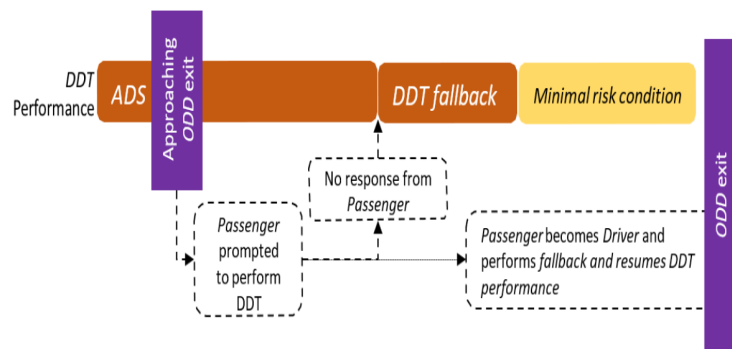 DDT
Performance
ADS
Approaching
ODD exit
DDT fallback
Minimal risk condition
No response from
Passenger
Passenger
prompted
to perform
DDT
Passenger becomes Driver and
performs fallback and resumes DDT
performance
ODD exit